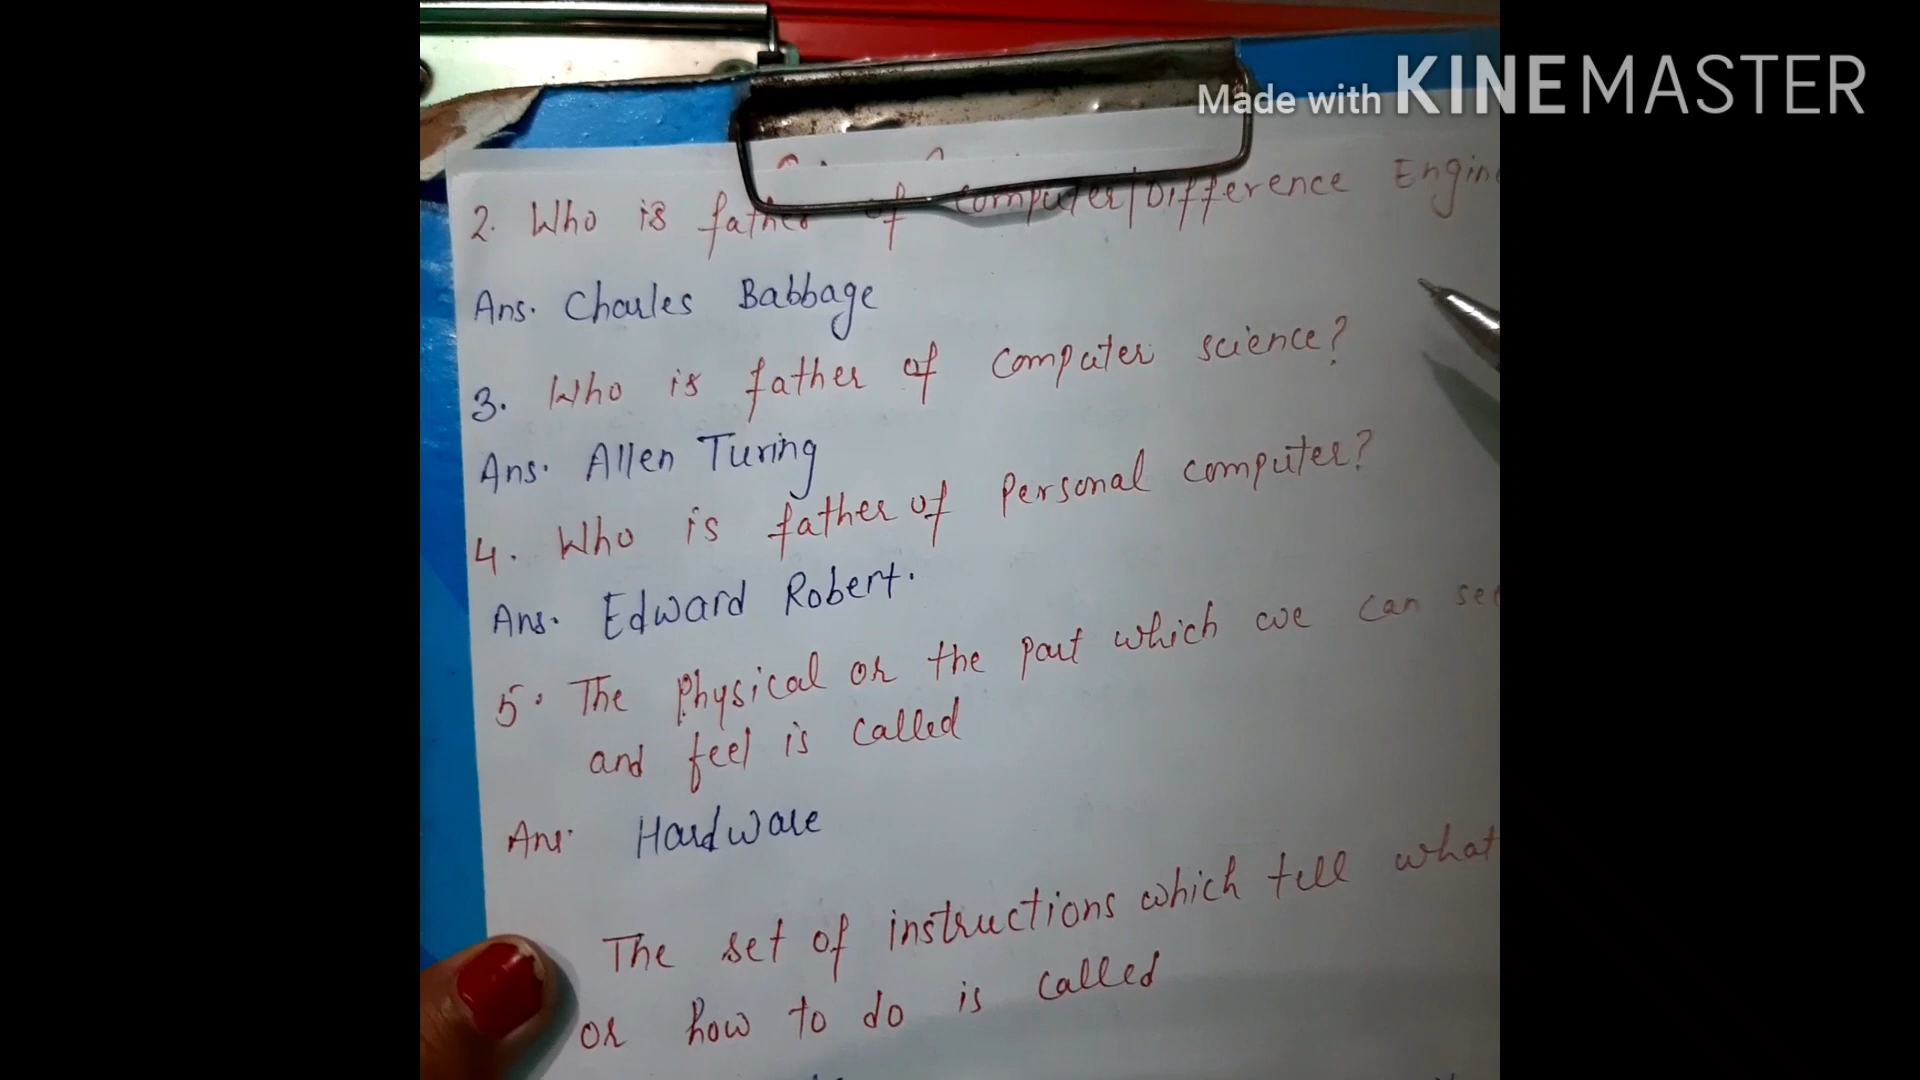 Made with KINEMASTER
2. Who is father of Computer/Difference Engine
Ans. Charles Babbage
3. Who is father of Computer science?
Ans. Allen Turing
4. Who is father of Personal Computer?
Ans. Edward Robert.
5. The Physical or the part which we can see
and feel is called
Ans. Hardware
The set of instructions which tell what
or how to do is called